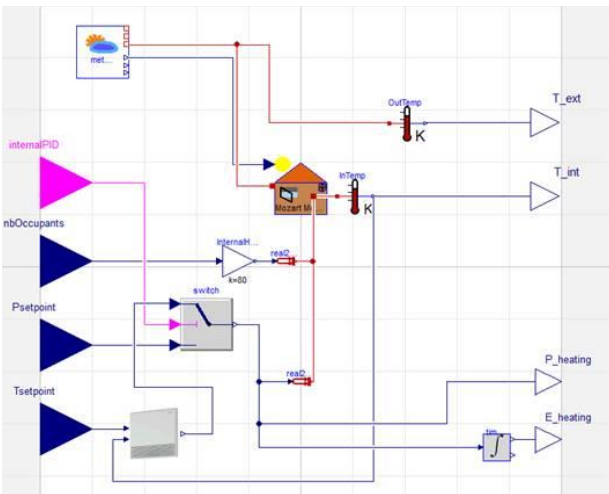 met...
OutTemp
K
T_ext
internalPID
InTemp
K
T_int
Mozart M
nbOccupants
InternalH...
k=80
real2
switch
Psetpoint
real2
P_heating
Tsetpoint
tim
E_heating